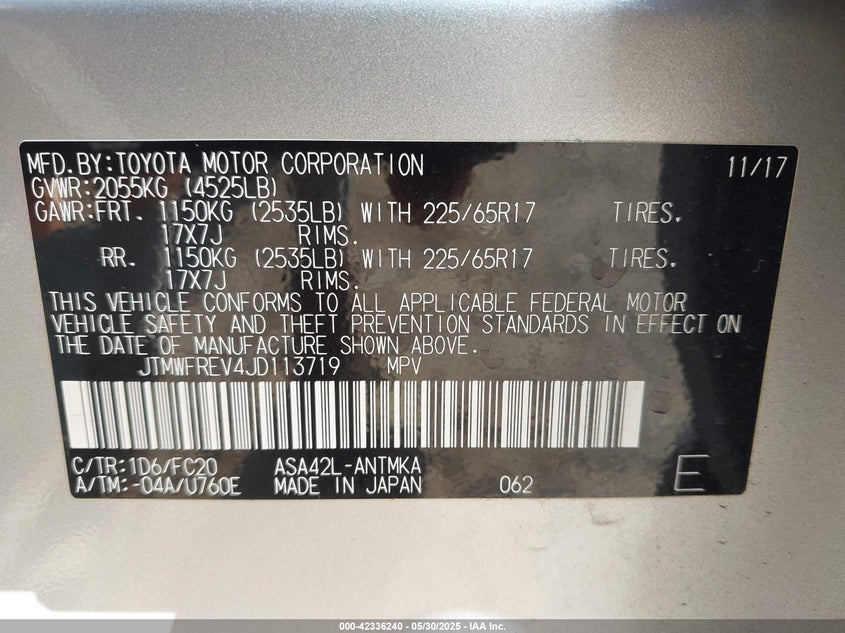 MFD.BY:TOYOTA MOTOR CORPORATION 11/17
GVWR:2055KG (4525LB)
GAWR:FRT. 1150KG (2535LB) WITH 225/65R17 TIRES.
17X7J RIMS.
RR. 1150KG (2535LB) WITH 225/65R17 TIRES.
17X7J RIMS.
THIS VEHICLE CONFORMS TO ALL APPLICABLE FEDERAL MOTOR
VEHICLE SAFETY AND THEFT PREVENTION STANDARDS IN EFFECT ON
THE DATE OF MANUFACTURE SHOWN ABOVE.
JTMWFREV4JD113719 MPV
C/TR:1D6/FC20 ASA42L-ANTMKA
A/TM:-04A/U760E MADE IN JAPAN 062 E
000-42336240 - 05/30/2025 - IAA Inc.